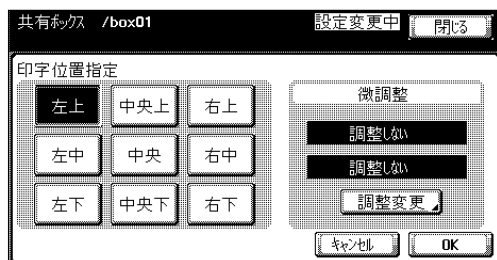 共有ﾎﾞｯｸｽ /box01 設定変更中 閉じる
印字位置指定
左上 中央上 右上
左中 中央 右中
左下 中央下 右下
微調整
調整しない
調整しない
調整変更
ｷｬﾝｾﾙ OK